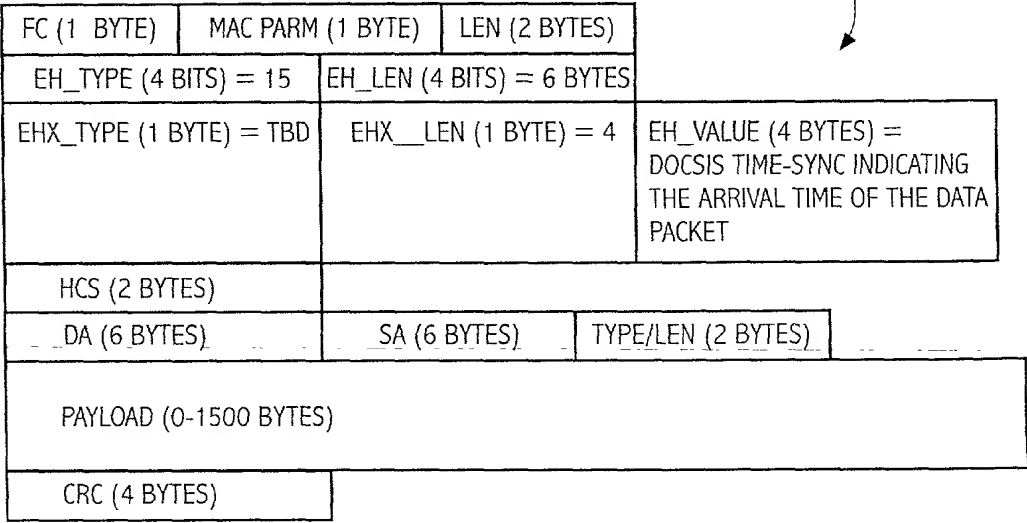 FC (1 BYTE) MAC PARM (1 BYTE) LEN (2 BYTES)
EH_TYPE (4 BITS) = 15 EH_LEN (4 BITS) = 6 BYTES
EHX_TYPE (1 BYTE) = TBD EHX__LEN (1 BYTE) = 4 EH_VALUE (4 BYTES) =
DOCSIS TIME-SYNC INDICATING
THE ARRIVAL TIME OF THE DATA
PACKET
HCS (2 BYTES)
DA (6 BYTES) SA (6 BYTES) TYPE/LEN (2 BYTES)
PAYLOAD (0-1500 BYTES)
CRC (4 BYTES)